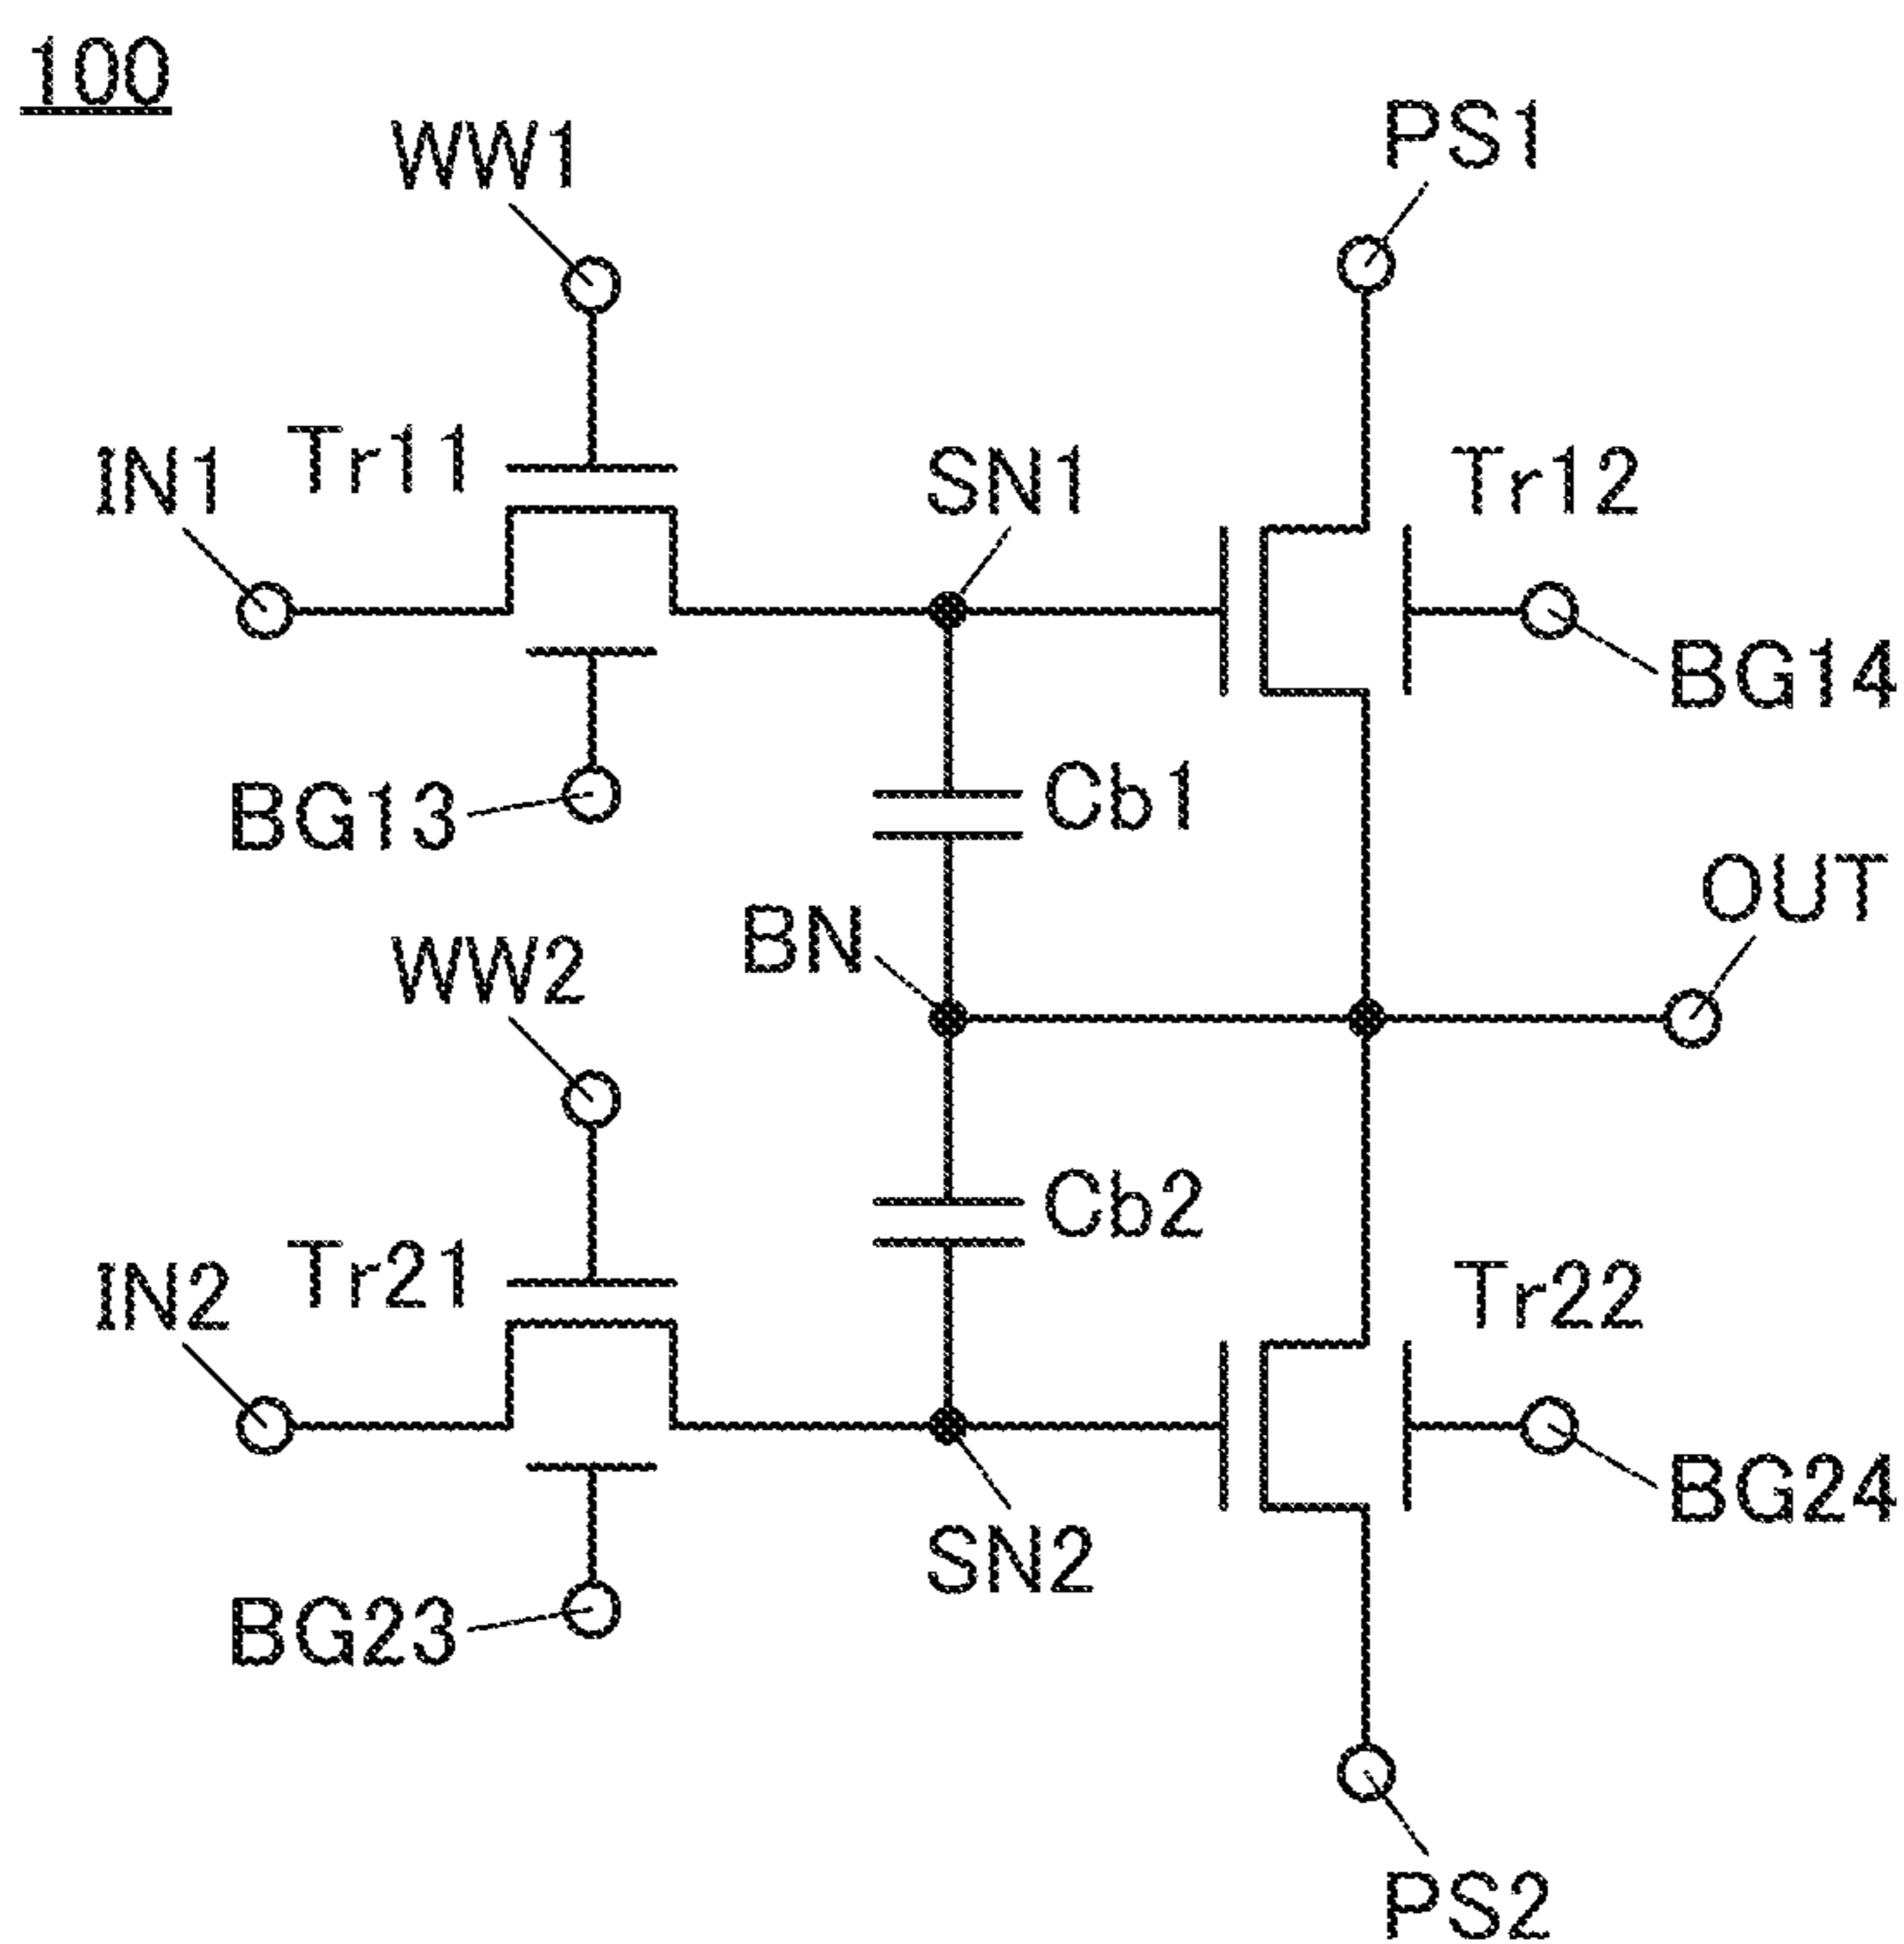 100
WW1
PS1
IN1
Tr11
SN1
Tr12
BG14
BG13
Cb1
OUT
BN
WW2
Cb2
IN2
Tr21
Tr22
BG24
SN2
BG23
PS2